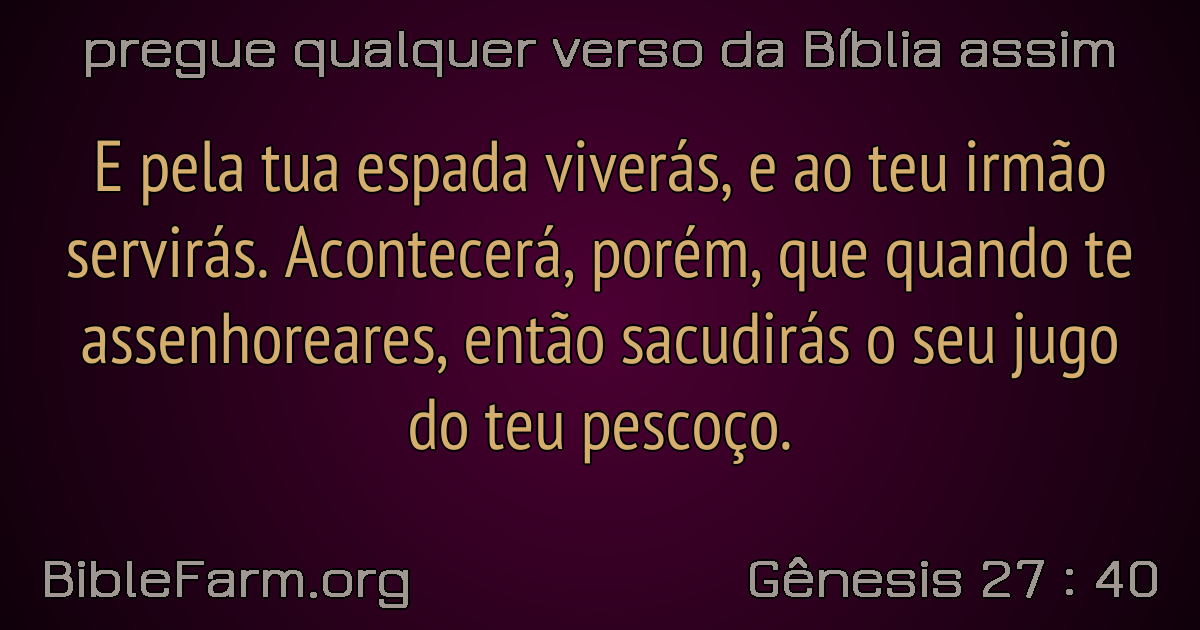 pregue qualquer verso da Bíblia assim
E pela tua espada viverás, e ao teu irmão
servirás. Acontecerá, porém, que quando te
assenhoreares, então sacudirás o seu jugo
do teu pescoço.
BibleFarm.org
Gênesis 27 : 40